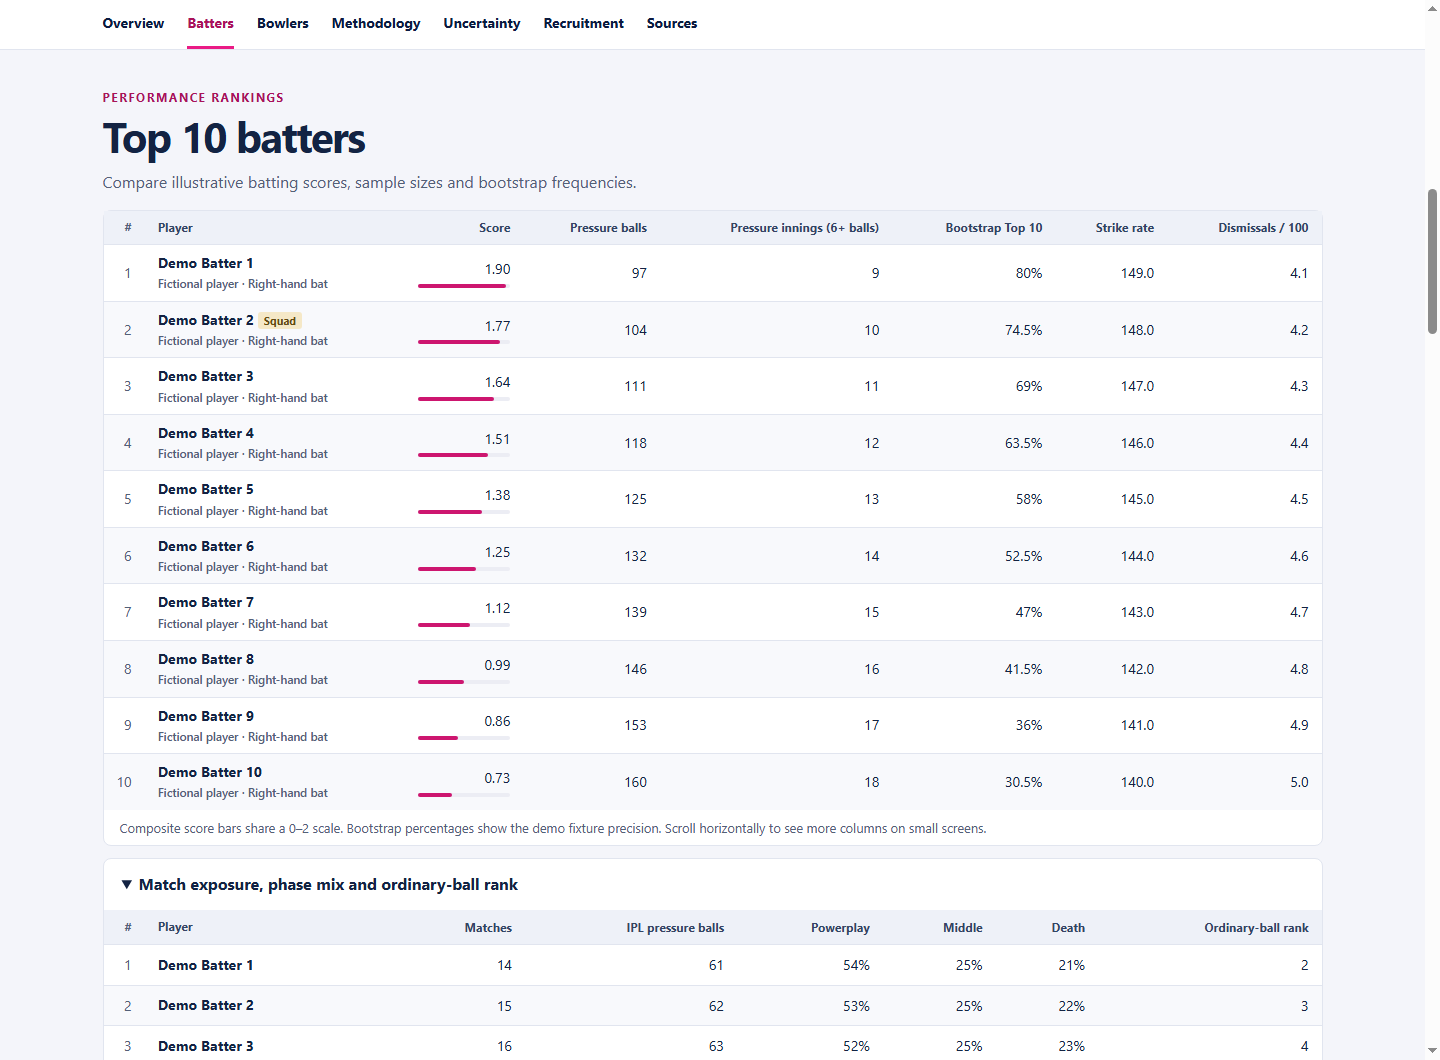 Overview Batters Bowlers Methodology Uncertainty Recruitment Sources
PERFORMANCE RANKINGS
Top 10 batters
Compare illustrative batting scores, sample sizes and bootstrap frequencies.
# Player Score Pressure balls Pressure innings (6+ balls) Bootstrap Top 10 Strike rate Dismissals / 100
1 Demo Batter 1 1.90 97 9 80% 149.0 4.1
Fictional player · Right-hand bat
2 Demo Batter 2 Squad 1.77 104 10 74.5% 148.0 4.2
Fictional player · Right-hand bat
3 Demo Batter 3 1.64 111 11 69% 147.0 4.3
Fictional player · Right-hand bat
4 Demo Batter 4 1.51 118 12 63.5% 146.0 4.4
Fictional player · Right-hand bat
5 Demo Batter 5 1.38 125 13 58% 145.0 4.5
Fictional player · Right-hand bat
6 Demo Batter 6 1.25 132 14 52.5% 144.0 4.6
Fictional player · Right-hand bat
7 Demo Batter 7 1.12 139 15 47% 143.0 4.7
Fictional player · Right-hand bat
8 Demo Batter 8 0.99 146 16 41.5% 142.0 4.8
Fictional player · Right-hand bat
9 Demo Batter 9 0.86 153 17 36% 141.0 4.9
Fictional player · Right-hand bat
10 Demo Batter 10 0.73 160 18 30.5% 140.0 5.0
Fictional player · Right-hand bat
Composite score bars share a 0–2 scale. Bootstrap percentages show the demo fixture precision. Scroll horizontally to see more columns on small screens.
▼ Match exposure, phase mix and ordinary-ball rank
# Player Matches IPL pressure balls Powerplay Middle Death Ordinary-ball rank
1 Demo Batter 1 14 61 54% 25% 21% 2
2 Demo Batter 2 15 62 53% 25% 22% 3
3 Demo Batter 3 16 63 52% 25% 23% 4